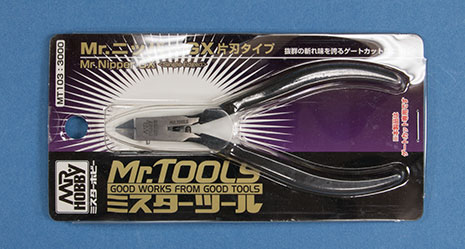 MT103 : 3000
Mr.ニッパー GX片刃タイプ
Mr.Nipper GX
抜群の斬れ味を誇るゲートカット
MR.
HOBBY
ミスターホビー
Mr.TOOLS
GOOD WORKS FROM GOOD TOOLS
ミスターツール